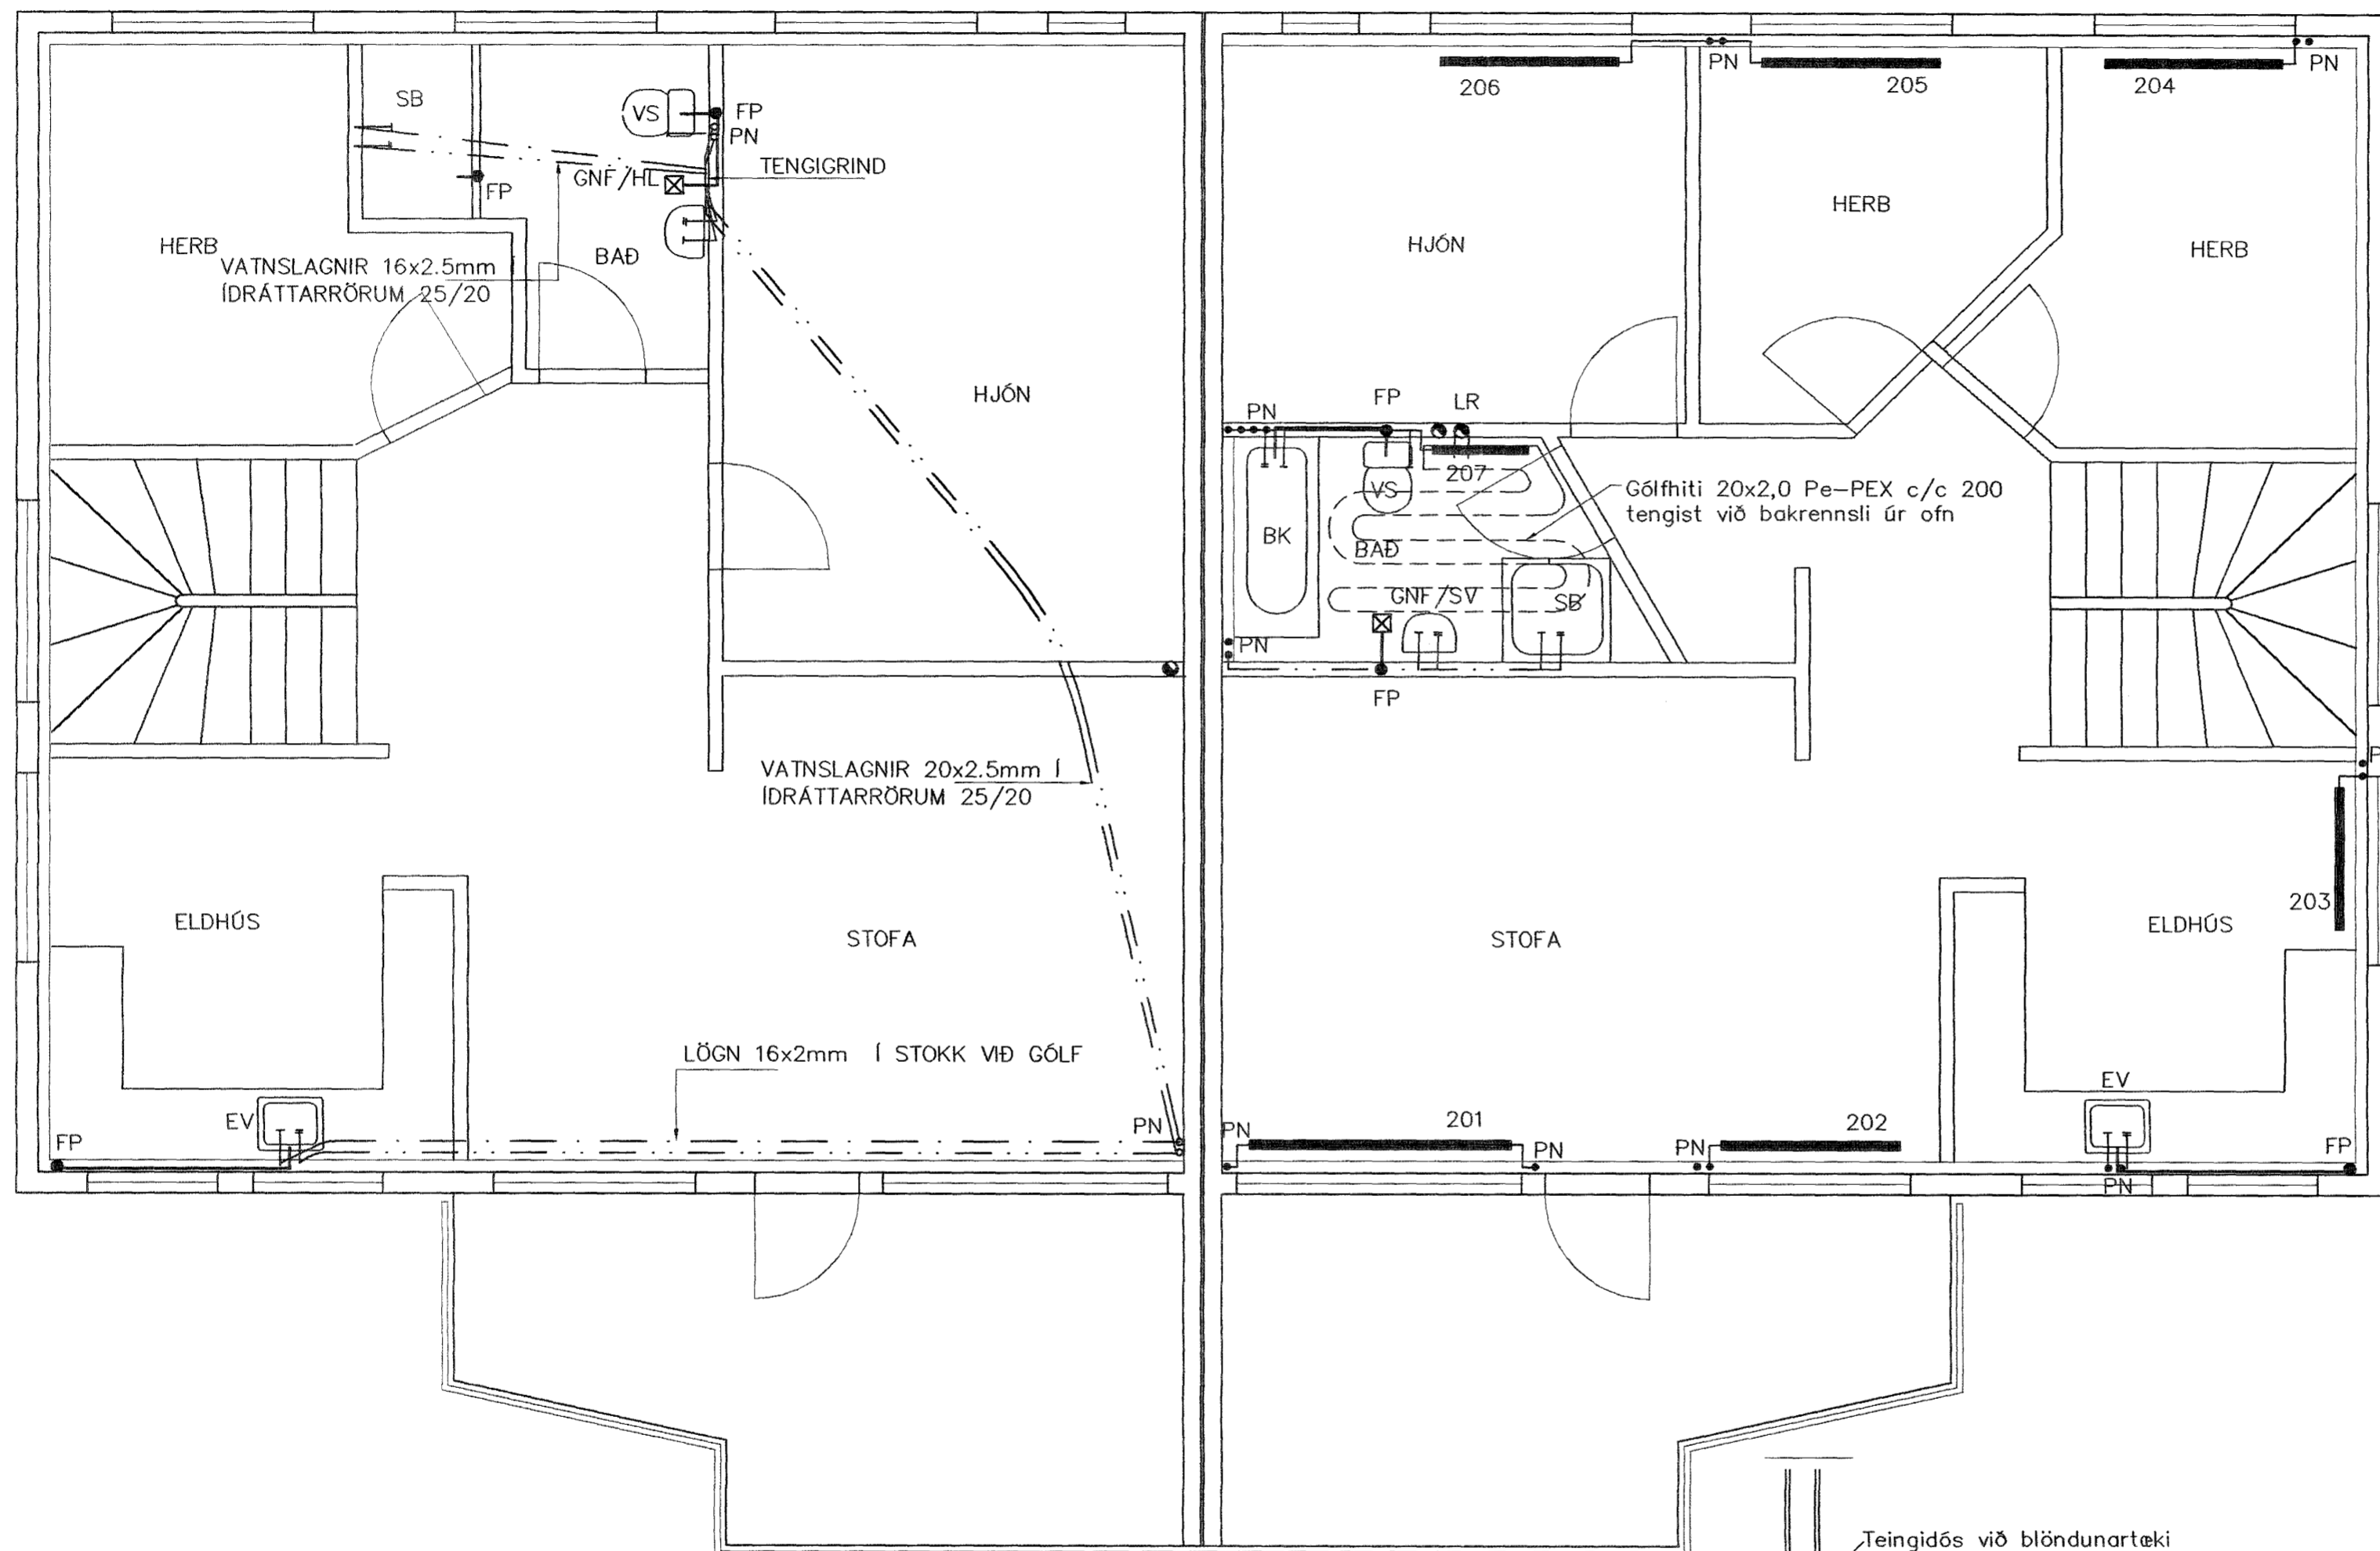 SB
VS
FP
PN
GNF/HL
TENGIGRIND
FP
HERB
BAÐ
VATNSLAGNIR 16x2.5mm Í
ÍDRÁTTARRÖRUM 25/20
HJÓN
VATNSLAGNIR 20x2.5mm Í
ÍDRÁTTARRÖRUM 25/20
ELDHÚS
STOFA
LÖGN 16x2mm Í STOKK VIÐ GÓLF
EV
FP
PN
206
PN
205
204
PN
HJÓN
HERB
HERB
PN
FP
LR
207
VS
BK
BAÐ
Gólfhiti 20x2,0 Pe-PEX c/c 200
tengist við bakrennsli úr ofn
GNF/SV
SB
PN
FP
203
STOFA
ELDHÚS
EV
PN
201
PN
PN
202
FP
PN
Teingidós við blöndunartæki